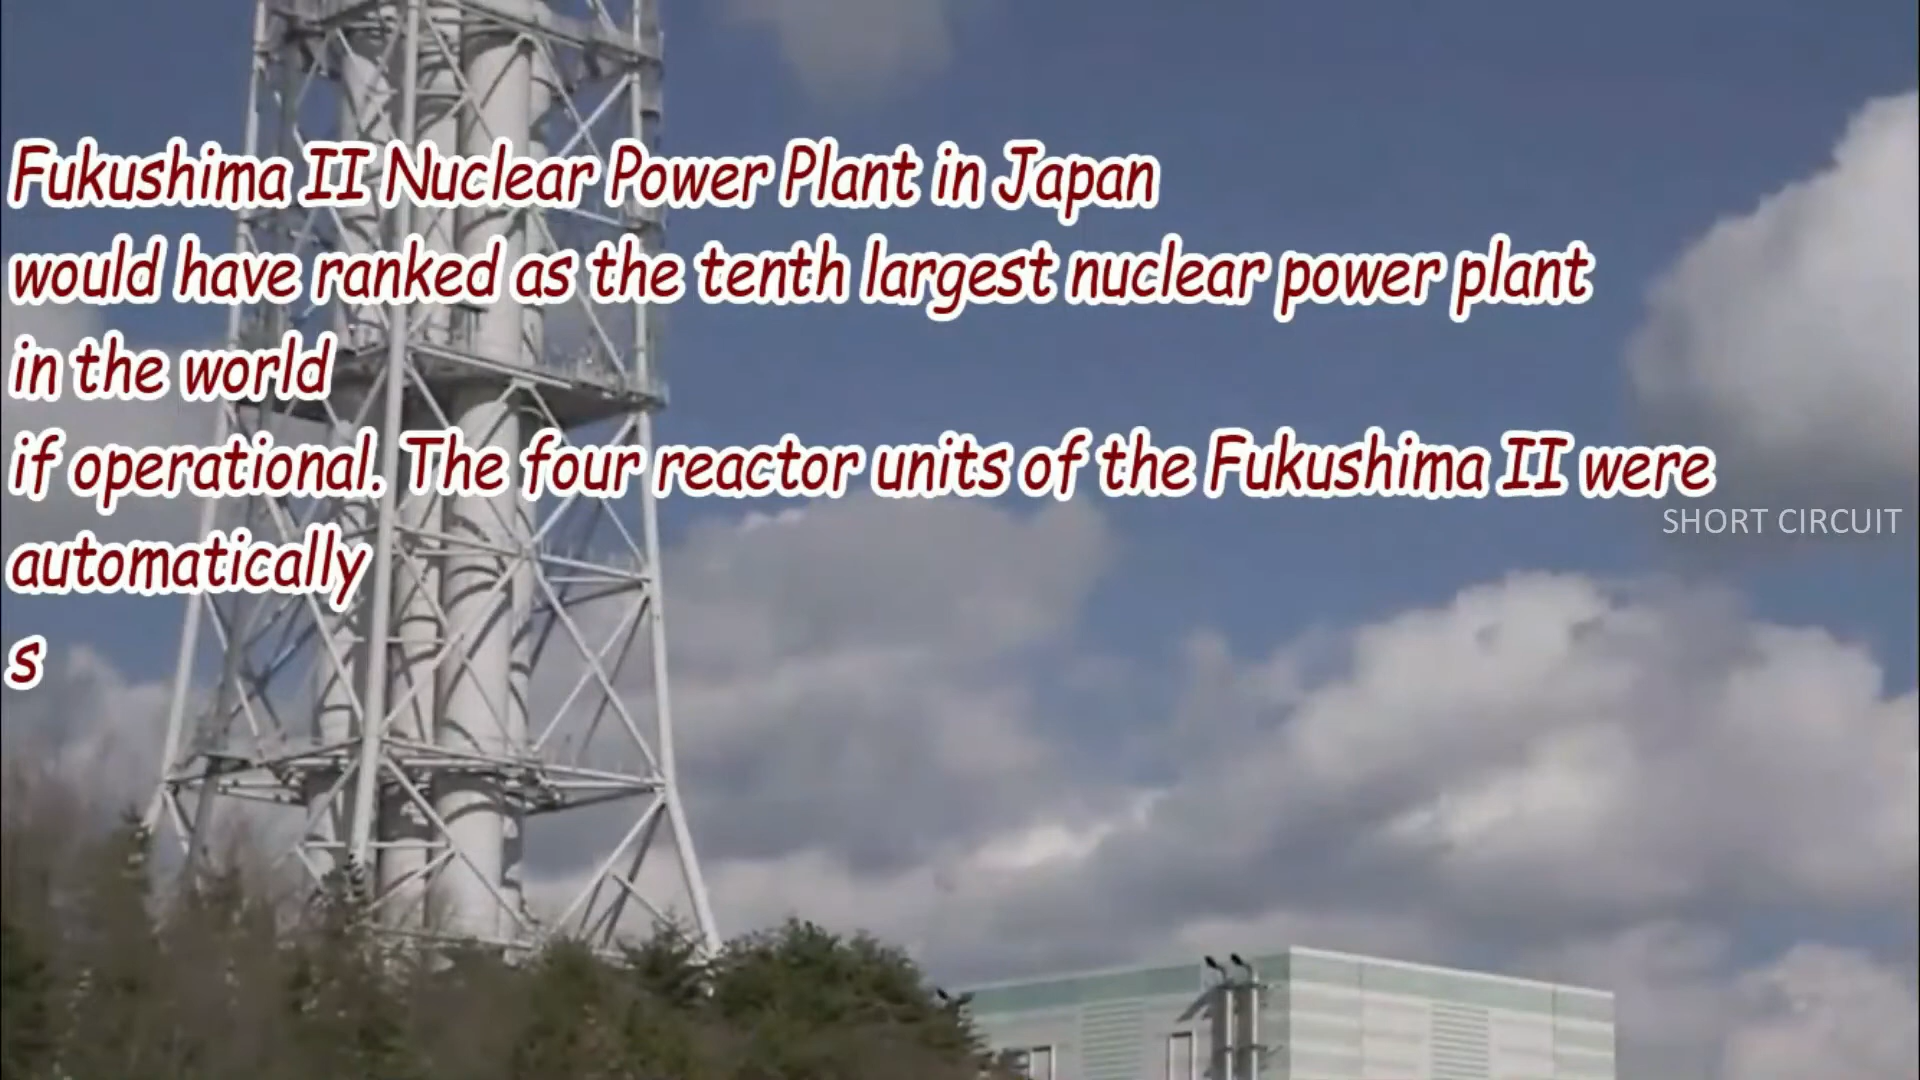 Fukushima II Nuclear Power Plant in Japan
would have ranked as the tenth largest nuclear power plant
in the world
if operational. The four reactor units of the Fukushima II were
SHORT CIRCUIT
automatically
s